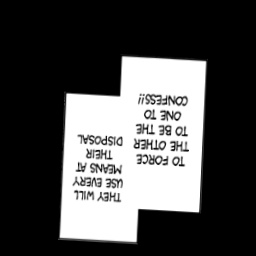 THEY WILL
USE EVERY
MEANS AT
THEIR
DISPOSAL
TO FORCE
THE OTHER
TO BE THE
ONE TO
CONFESS!!